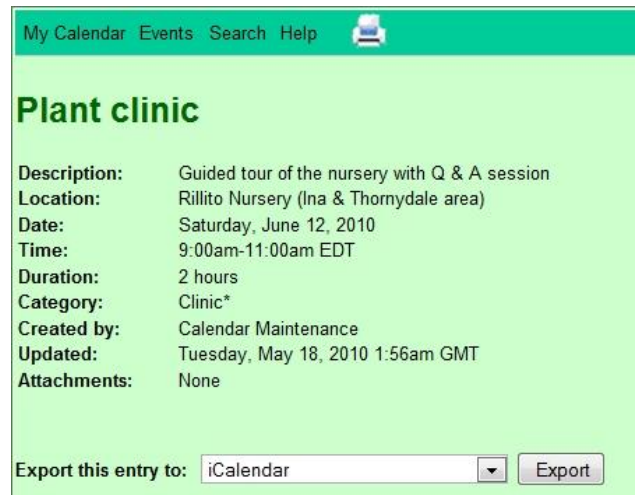 My Calendar Events Search Help
Plant clinic
Description: Guided tour of the nursery with Q & A session
Location: Rillito Nursery (Ina & Thornydale area)
Date: Saturday, June 12, 2010
Time: 9:00am-11:00am EDT
Duration: 2 hours
Category: Clinic*
Created by: Calendar Maintenance
Updated: Tuesday, May 18, 2010 1:56am GMT
Attachments: None
Export this entry to: iCalendar Export